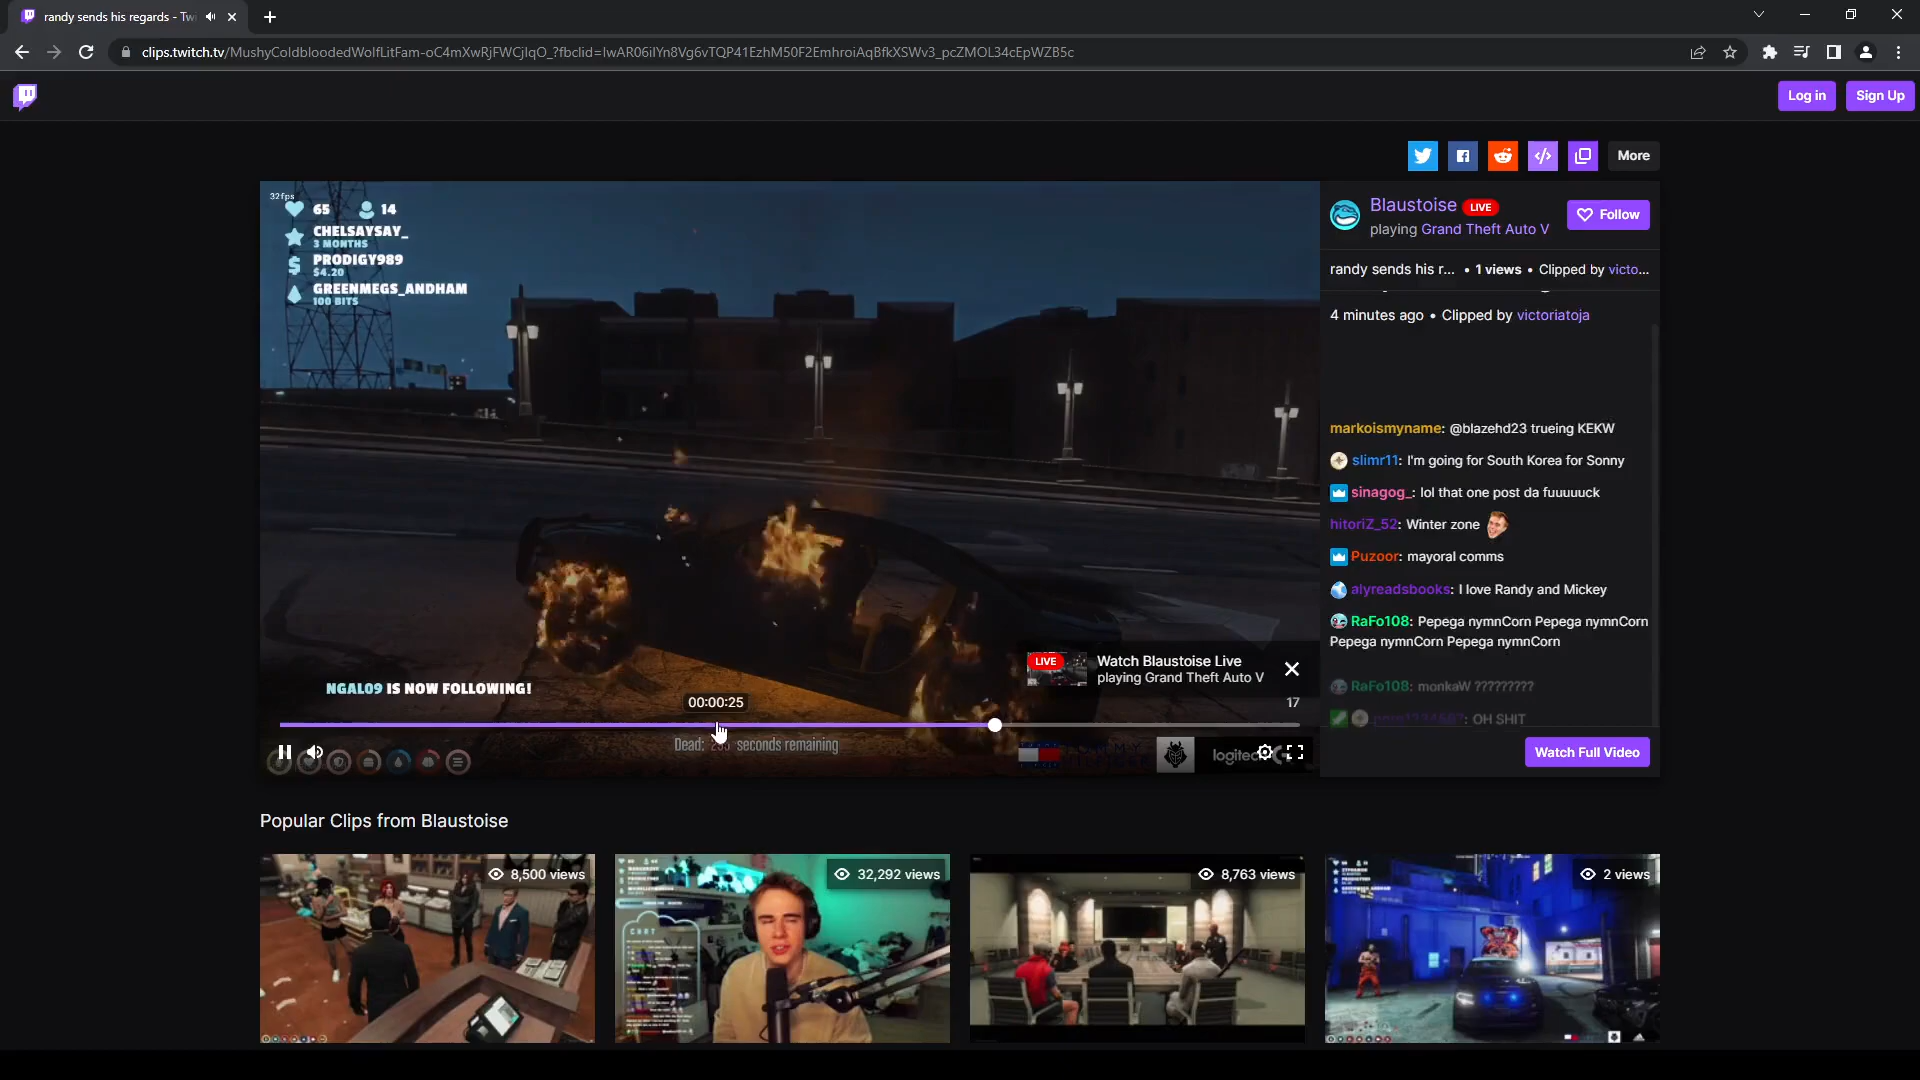 randy sends his regards - Tw
clips.twitch.tv/MushyColdbloodedWolfLitFam-oC4mXwRjFWCjlqO_?fbclid=IwAR06iIYn8Vg6vTQP41EzhM50F2EmhroiAqBfkXSWv3_pcZMOL34cEpWZB5c
Log in
Sign Up
More
32fps
65 14
CHELSAYSAY_
3 MONTHS
PRODIGY989
$4.20
GREENMEGS_ANDHAM
100 BITS
NGAL09 IS NOW FOLLOWING!
LIVE
Watch Blaustoise Live
playing Grand Theft Auto V
00:00:25
17
Dead: seconds remaining
logitech
Blaustoise LIVE
playing Grand Theft Auto V
Follow
randy sends his r... • 1 views • Clipped by victo...
4 minutes ago • Clipped by victoriatoja
markoismyname: @blazehd23 trueing KEKW
slimr11: I'm going for South Korea for Sonny
sinagog_: lol that one post da fuuuuuck
hitoriZ_52: Winter zone
Puzoor: mayoral comms
alyreadsbooks: I love Randy and Mickey
RaFo108: Pepega nymnCorn Pepega nymnCorn
Pepega nymnCorn Pepega nymnCorn
RaFo108: monkaW ?????????
OH SHIT
Watch Full Video
Popular Clips from Blaustoise
8,500 views
32,292 views
8,763 views
2 views
CHAT